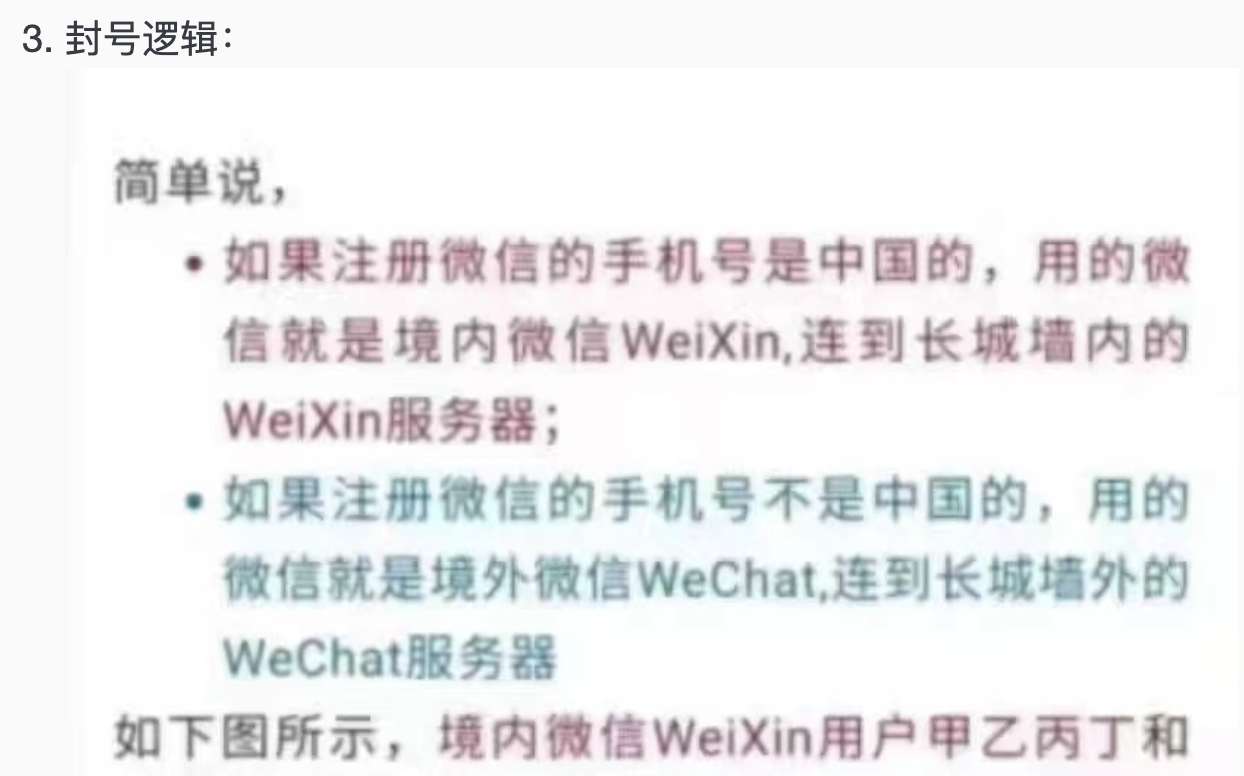 3. 封号逻辑：
简单说，
• 如果注册微信的手机号是中国的，用的微
信就是境内微信WeiXin,连到长城墙内的
WeiXin服务器；
• 如果注册微信的手机号不是中国的，用的
微信就是境外微信WeChat,连到长城墙外的
WeChat服务器
如下图所示，境内微信WeiXin用户甲乙丙丁和